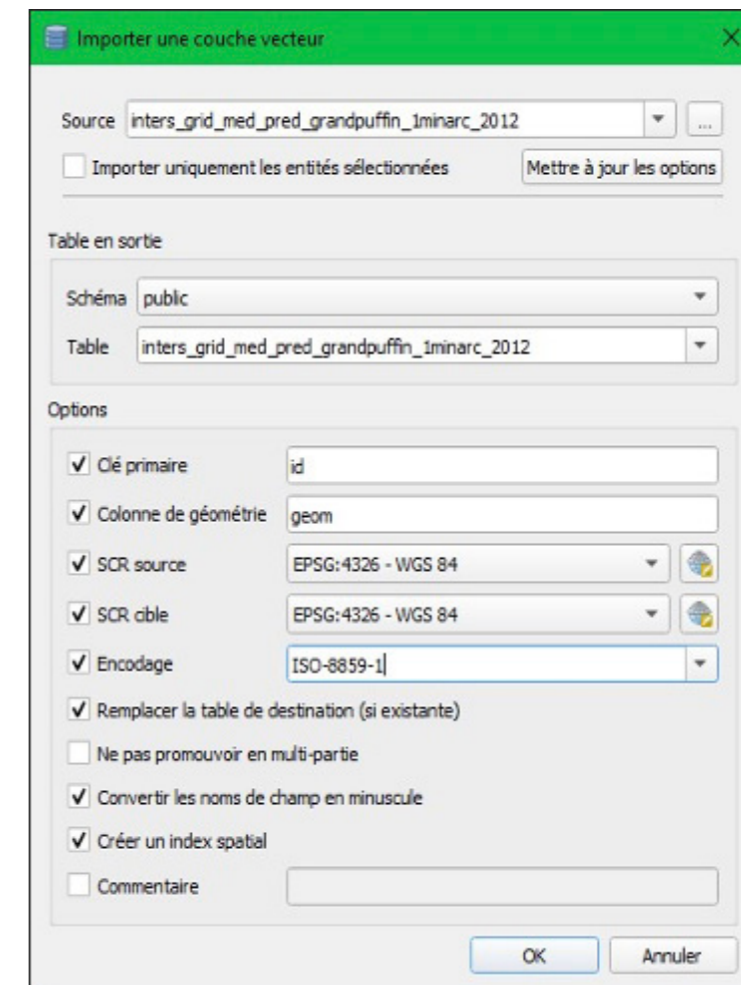 Importer une couche vecteur
Source inters_grid_med_pred_grandpuffin_1minarc_2012 ...
Importer uniquement les entités sélectionnées Mettre à jour les options
Table en sortie
Schéma public
Table inters_grid_med_pred_grandpuffin_1minarc_2012
Options
Clé primaire id
Colonne de géométrie geom
SCR source EPSG:4326 - WGS 84
SCR cible EPSG:4326 - WGS 84
Encodage ISO-8859-1
Remplacer la table de destination (si existante)
Ne pas promouvoir en multi-partie
Convertir les noms de champ en minuscule
Créer un index spatial
Commentaire
OK Annuler